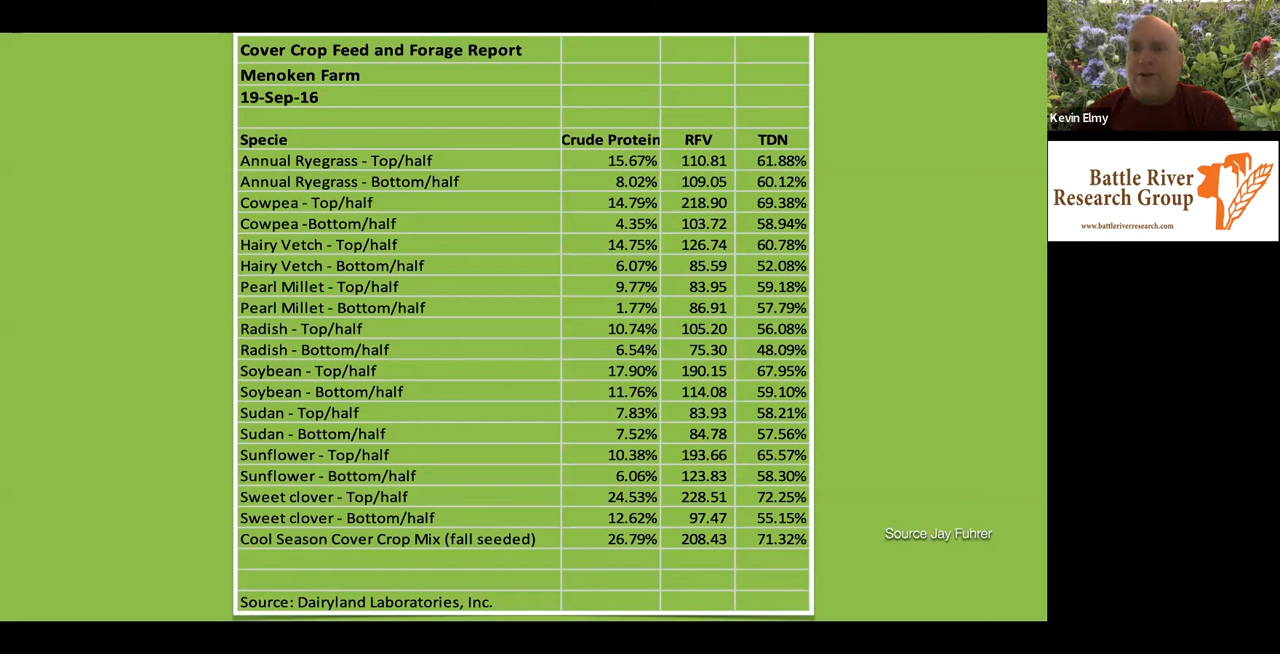 Cover Crop Feed and Forage Report
Menoken Farm
19-Sep-16
Specie Crude Protein RFV TDN
Annual Ryegrass - Top/half 15.67% 110.81 61.88%
Annual Ryegrass - Bottom/half 8.02% 109.05 60.12%
Cowpea - Top/half 14.79% 218.90 69.38%
Cowpea -Bottom/half 4.35% 103.72 58.94%
Hairy Vetch - Top/half 14.75% 126.74 60.78%
Hairy Vetch - Bottom/half 6.07% 85.59 52.08%
Pearl Millet - Top/half 9.77% 83.95 59.18%
Pearl Millet - Bottom/half 1.77% 86.91 57.79%
Radish - Top/half 10.74% 105.20 56.08%
Radish - Bottom/half 6.54% 75.30 48.09%
Soybean - Top/half 17.90% 190.15 67.95%
Soybean - Bottom/half 11.76% 114.08 59.10%
Sudan - Top/half 7.83% 83.93 58.21%
Sudan - Bottom/half 7.52% 84.78 57.56%
Sunflower - Top/half 10.38% 193.66 65.57%
Sunflower - Bottom/half 6.06% 123.83 58.30%
Sweet clover - Top/half 24.53% 228.51 72.25%
Sweet clover - Bottom/half 12.62% 97.47 55.15%
Cool Season Cover Crop Mix (fall seeded) 26.79% 208.43 71.32%
Source: Dairyland Laboratories, Inc.
Source Jay Fuhrer
Kevin Elmy
Battle River
Research Group
www.battleriverresearch.com